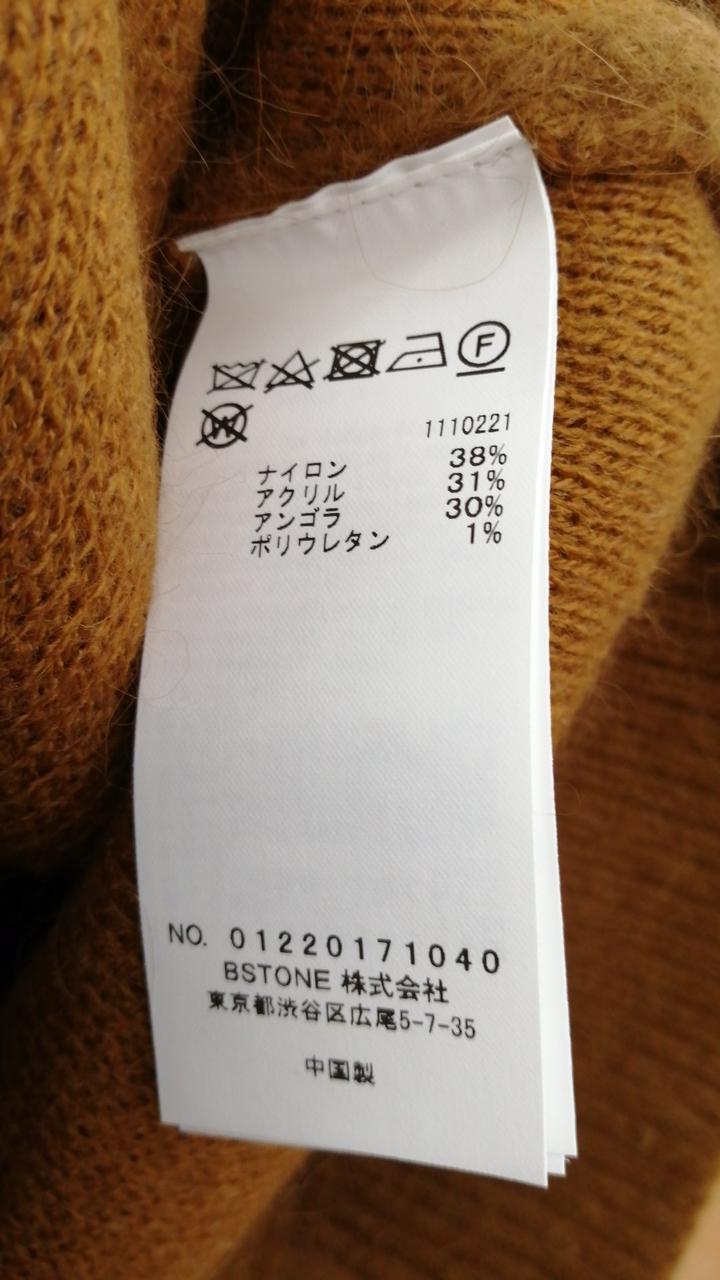 F
W
1110221
ナイロン 38%
アクリル 31%
アンゴラ 30%
ポリウレタン 1%
NO. 01220171040
BSTONE 株式会社
東京都渋谷区広尾5-7-35
中国製